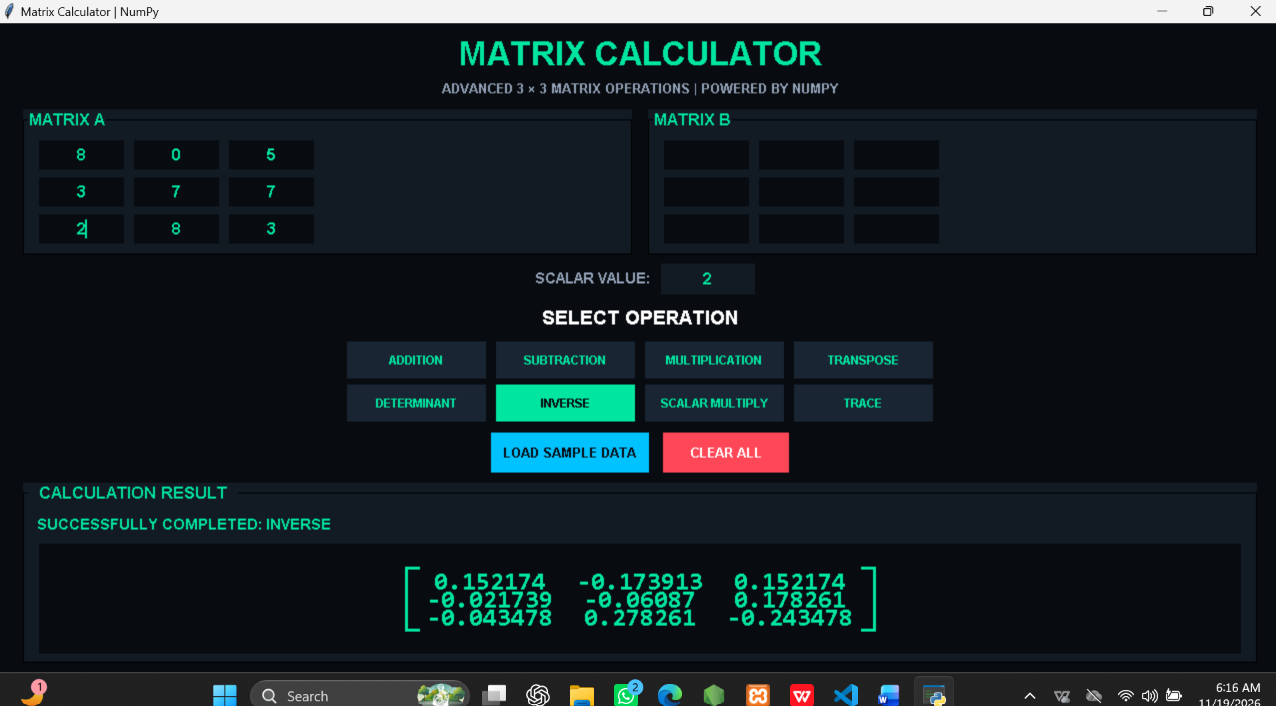 Matrix Calculator | NumPy
MATRIX CALCULATOR
ADVANCED 3 × 3 MATRIX OPERATIONS | POWERED BY NUMPY
MATRIX A
8 0 5
3 7 7
2 8 3
MATRIX B
SCALAR VALUE: 2
SELECT OPERATION
ADDITION SUBTRACTION MULTIPLICATION TRANSPOSE
DETERMINANT INVERSE SCALAR MULTIPLY TRACE
LOAD SAMPLE DATA CLEAR ALL
CALCULATION RESULT
SUCCESSFULLY COMPLETED: INVERSE
0.152174 -0.173913 0.152174
-0.021739 -0.06087 0.178261
-0.043478 0.278261 -0.243478
1
Search
2
6:16 AM
11/19/2026